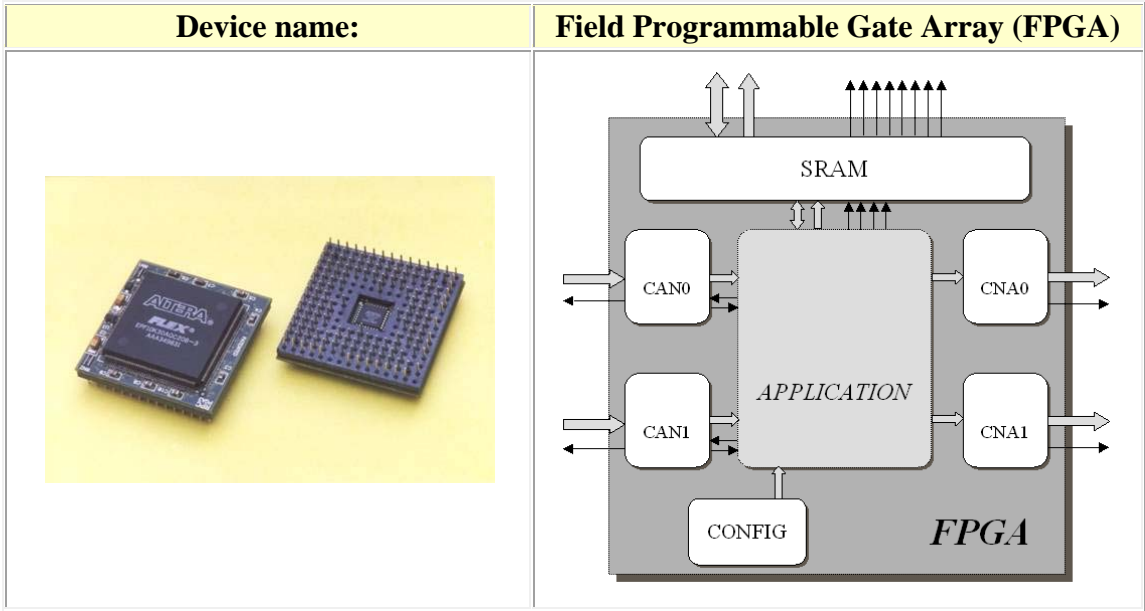 Device name:
Field Programmable Gate Array (FPGA)
ALTERA
FLEX
SRAM
CAN0
CNA0
APPLICATION
CAN1
CNA1
CONFIG
FPGA